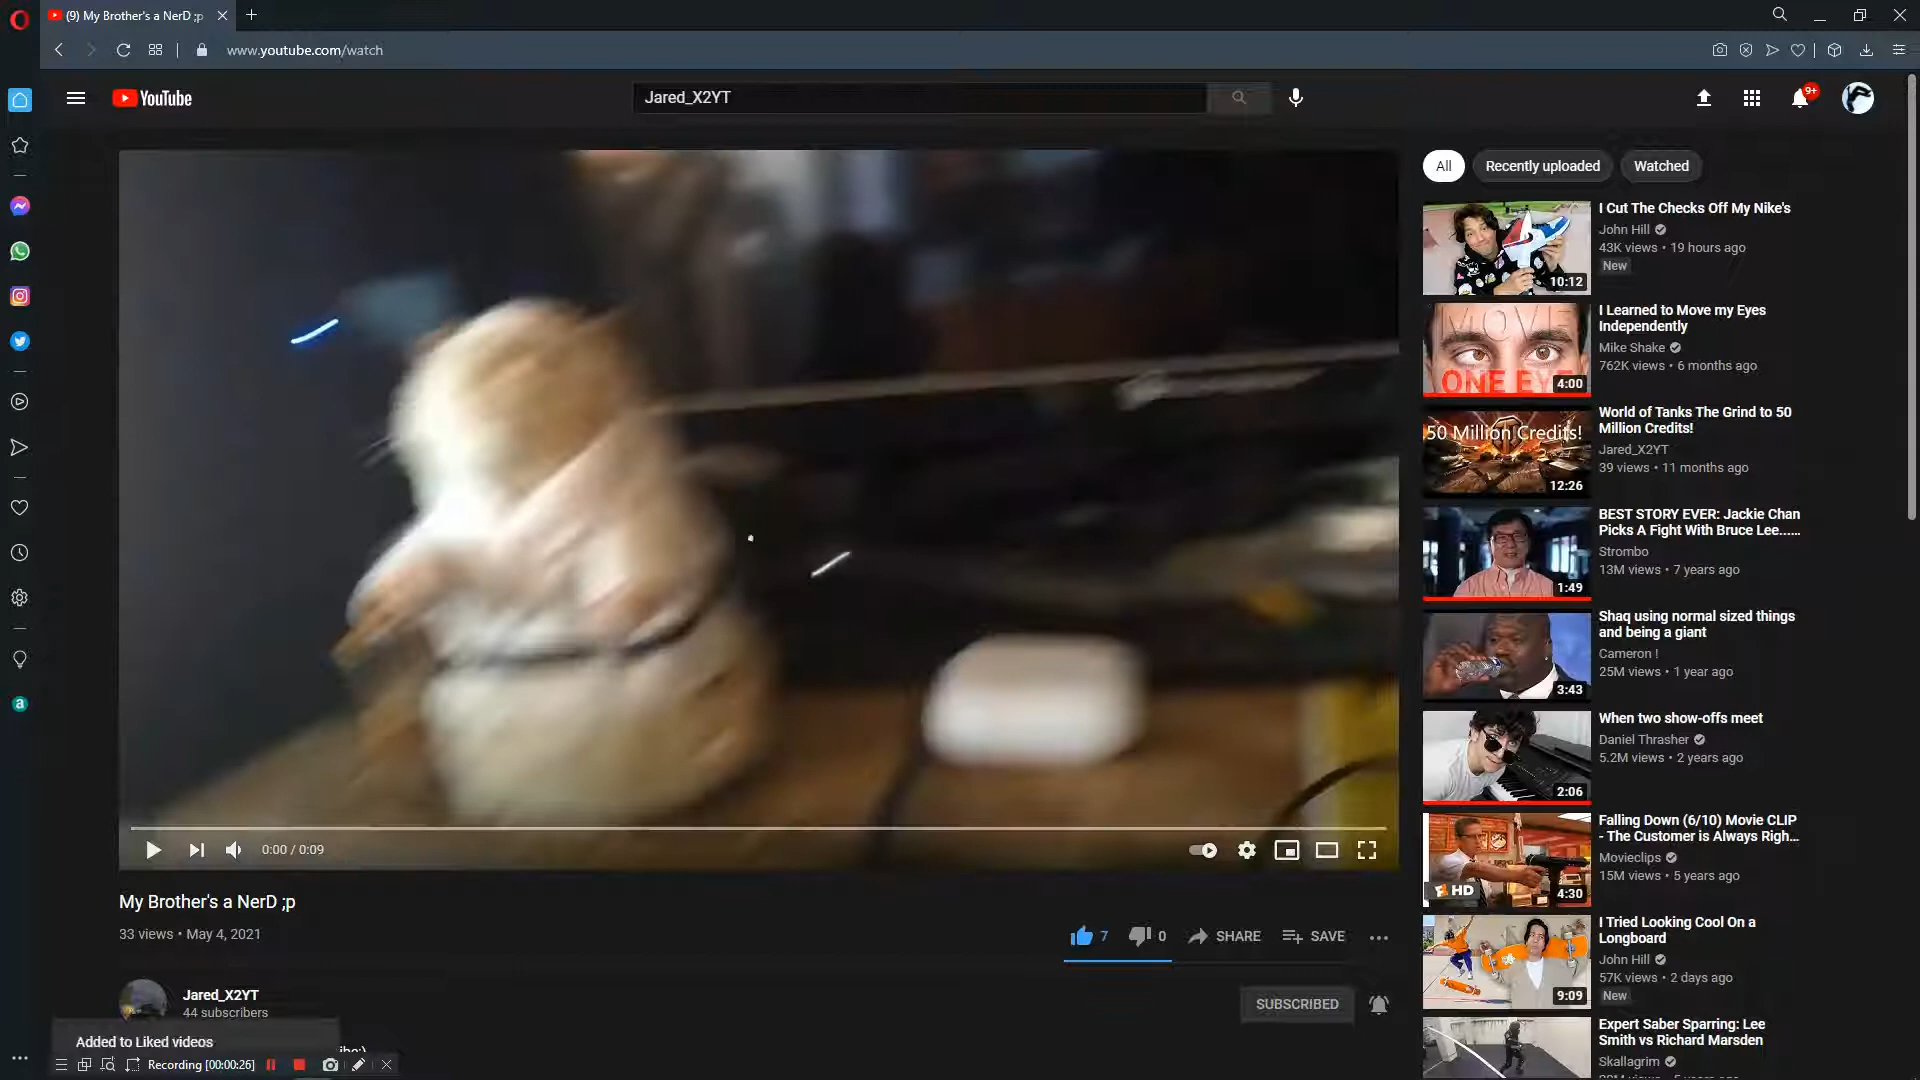 (9) My Brother's a NerD ;p
www.youtube.com/watch
YouTube
Jared_X2YT
9+
All
Recently uploaded
Watched
I Cut The Checks Off My Nike's
John Hill
43K views • 19 hours ago
New
10:12
I Learned to Move my Eyes
Independently
Mike Shake
762K views • 6 months ago
MOVE
ONE EYE
4:00
World of Tanks The Grind to 50
Million Credits!
Jared_X2YT
39 views • 11 months ago
50 Million Credits!
12:26
BEST STORY EVER: Jackie Chan
Picks A Fight With Bruce Lee......
Strombo
13M views • 7 years ago
1:49
Shaq using normal sized things
and being a giant
Cameron !
25M views • 1 year ago
3:43
When two show-offs meet
Daniel Thrasher
5.2M views • 2 years ago
2:06
Falling Down (6/10) Movie CLIP
- The Customer is Always Righ...
Movieclips
15M views • 5 years ago
HD
4:30
I Tried Looking Cool On a
Longboard
John Hill
57K views • 2 days ago
New
9:09
Expert Saber Sparring: Lee
Smith vs Richard Marsden
Skallagrim
0:00 / 0:09
My Brother's a NerD ;p
33 views • May 4, 2021
7
0
SHARE
SAVE
Jared_X2YT
44 subscribers
SUBSCRIBED
Added to Liked videos
Recording [00:00:26]